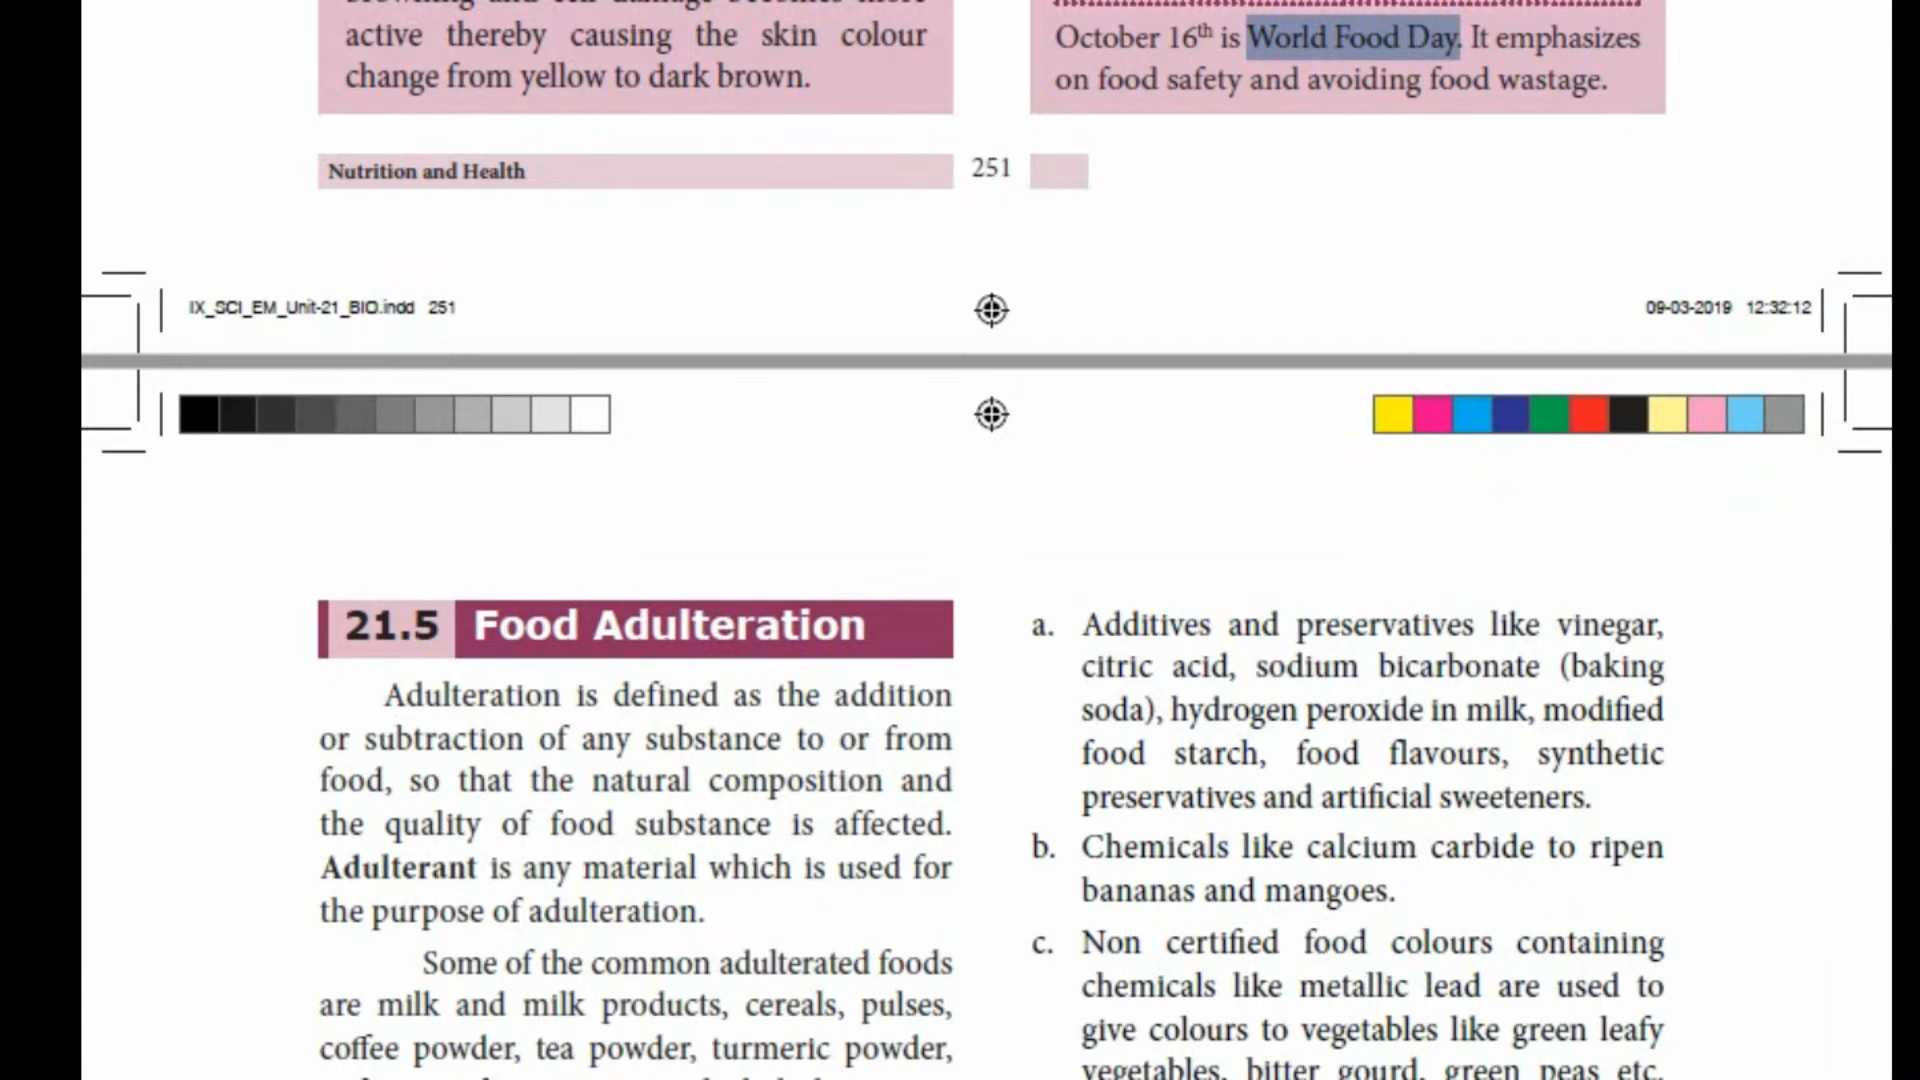 active thereby causing the skin colour
change from yellow to dark brown.
October 16th is World Food Day. It emphasizes
on food safety and avoiding food wastage.
Nutrition and Health
251
IX_SCI_EM_Unit-21_BIO.indd 251
09-03-2019 12:32:12
21.5 Food Adulteration
Adulteration is defined as the addition
or subtraction of any substance to or from
food, so that the natural composition and
the quality of food substance is affected.
Adulterant is any material which is used for
the purpose of adulteration.
Some of the common adulterated foods
are milk and milk products, cereals, pulses,
coffee powder, tea powder, turmeric powder,
a. Additives and preservatives like vinegar,
citric acid, sodium bicarbonate (baking
soda), hydrogen peroxide in milk, modified
food starch, food flavours, synthetic
preservatives and artificial sweeteners.
b. Chemicals like calcium carbide to ripen
bananas and mangoes.
c. Non certified food colours containing
chemicals like metallic lead are used to
give colours to vegetables like green leafy
vegetables, bitter gourd, green peas etc.